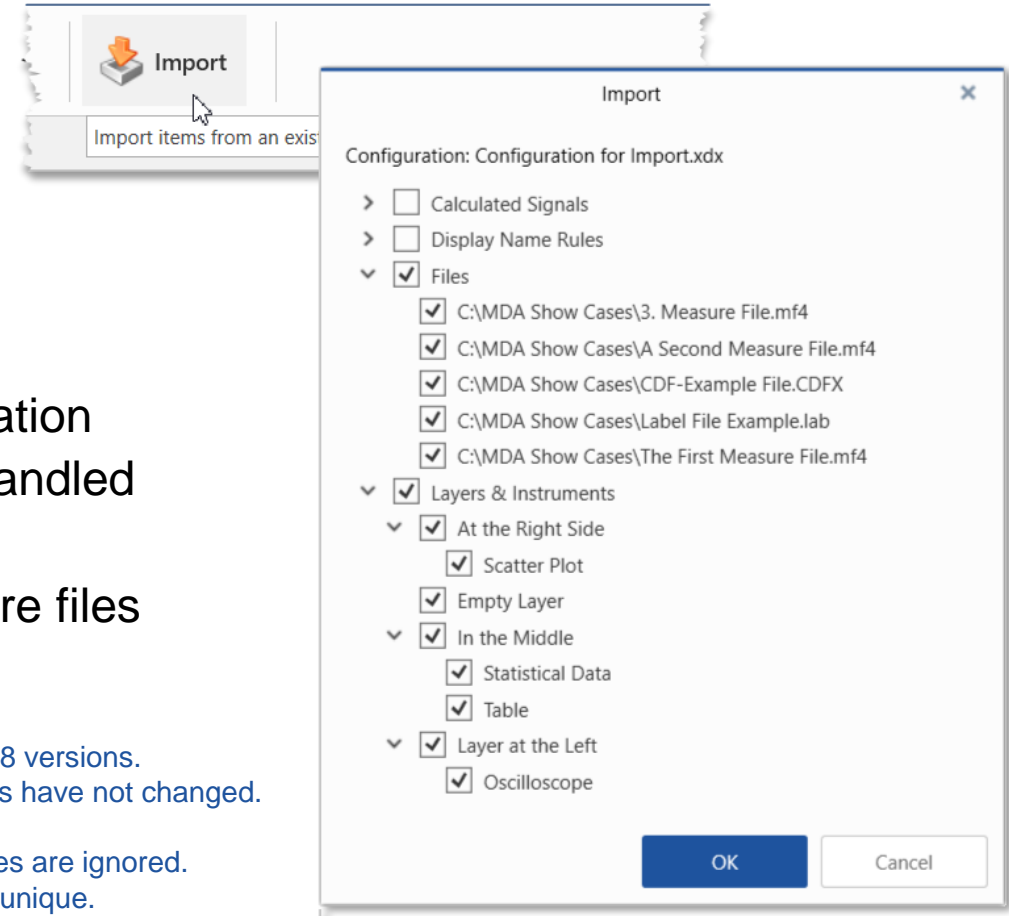 Import
Import items from an exist
Import
Configuration: Configuration for Import.xdx
Calculated Signals
Display Name Rules
Files
C:\MDA Show Cases\3. Measure File.mf4
C:\MDA Show Cases\A Second Measure File.mf4
C:\MDA Show Cases\CDF-Example File.CDFX
C:\MDA Show Cases\Label File Example.lab
C:\MDA Show Cases\The First Measure File.mf4
Layers & Instruments
At the Right Side
Scatter Plot
Empty Layer
In the Middle
Statistical Data
Table
Layer at the Left
Oscilloscope
OK Cancel
ation
andled
re files
8 versions.
s have not changed.
es are ignored.
unique.